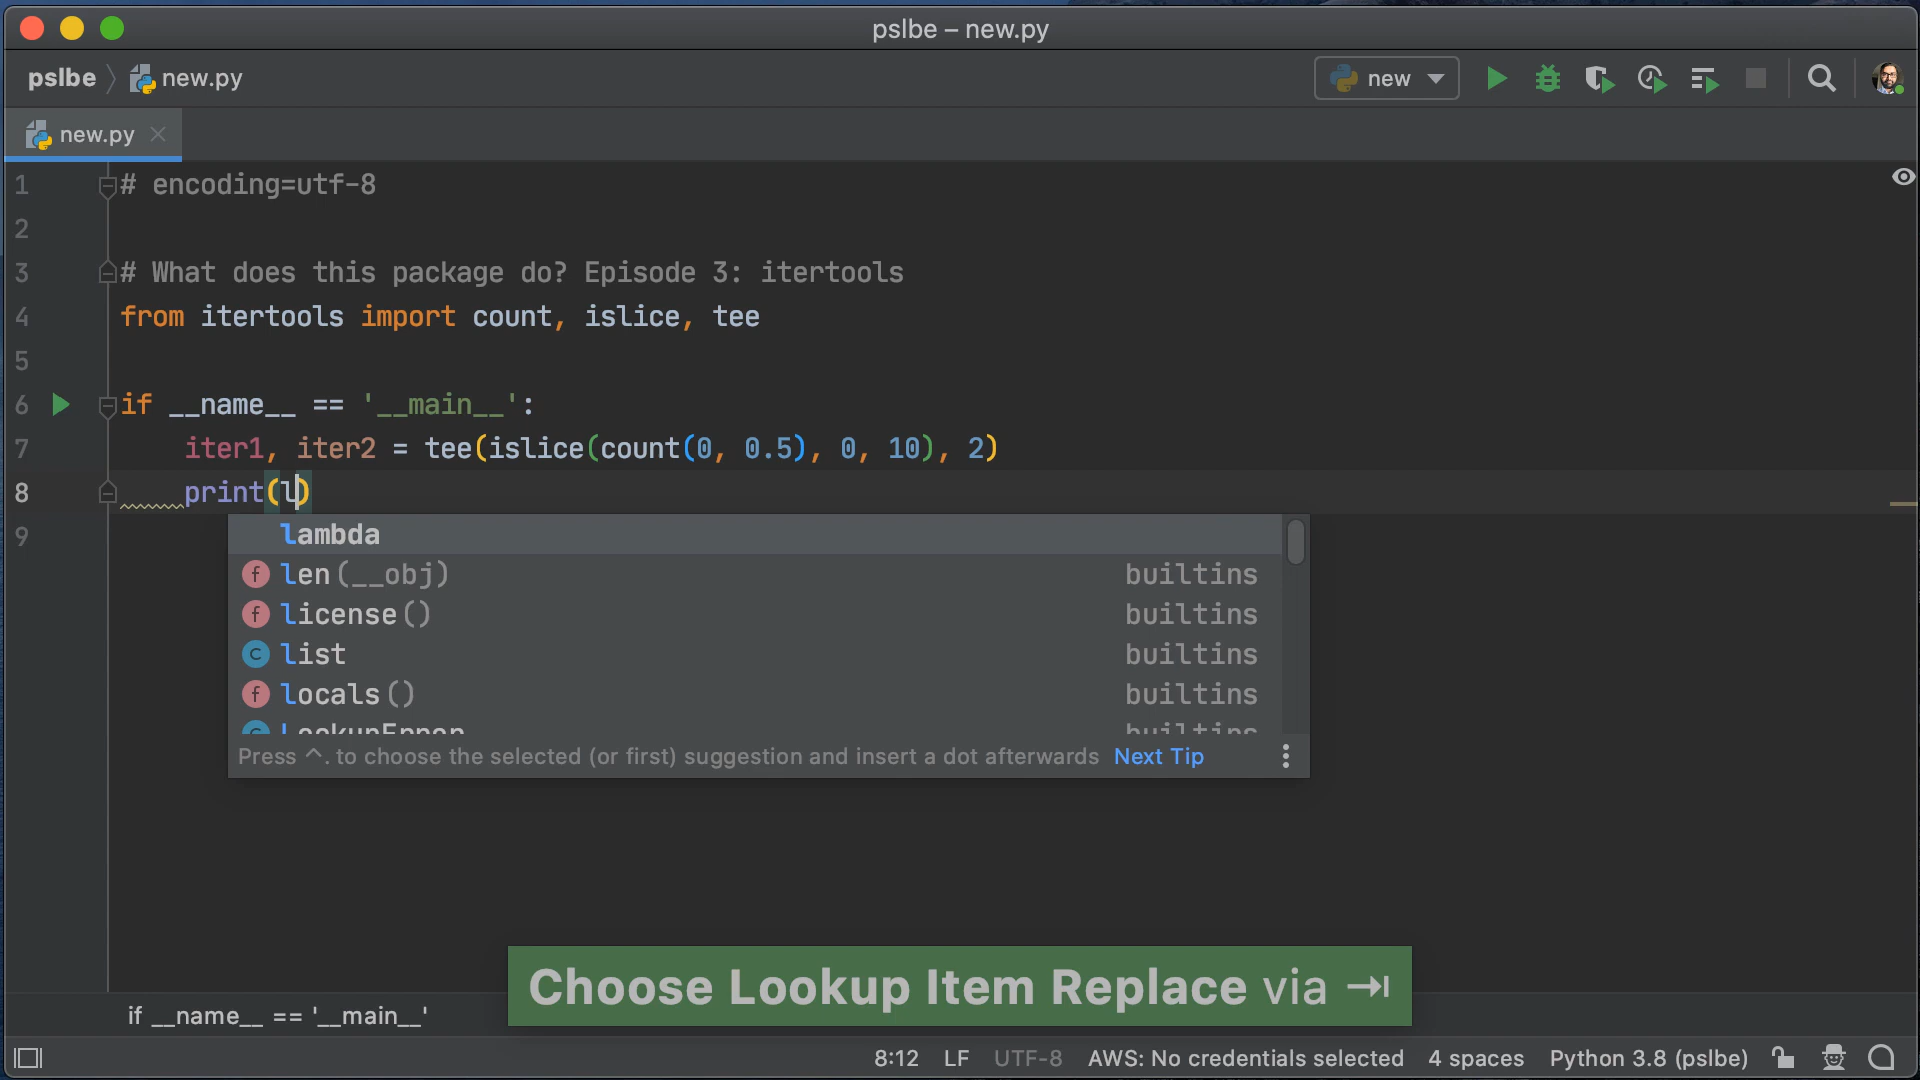 pslbe – new.py
pslbe new.py new
new.py
1 # encoding=utf-8
2
3 # What does this package do? Episode 3: itertools
4 from itertools import count, islice, tee
5
6 if __name__ == '__main__':
7 iter1, iter2 = tee(islice(count(0, 0.5), 0, 10), 2)
8 print(l)
9
lambda
f len(__obj) builtins
f license() builtins
C list builtins
f locals() builtins
C LookupError builtins
Press ^. to choose the selected (or first) suggestion and insert a dot afterwards Next Tip
Choose Lookup Item Replace via ⇥
if __name__ == '__main__'
8:12 LF UTF-8 AWS: No credentials selected 4 spaces Python 3.8 (pslbe)